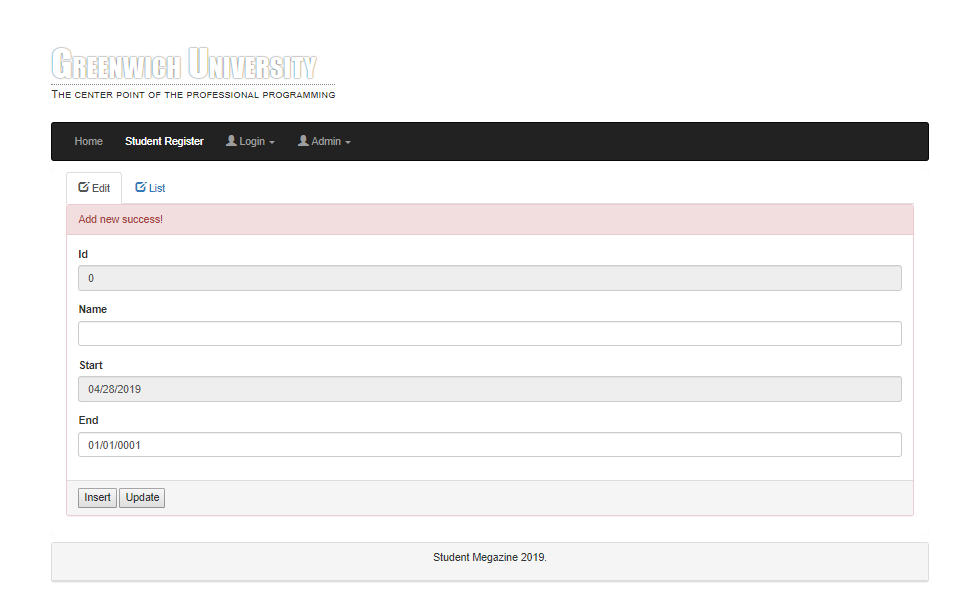 Greenwich University
The center point of the professional programming
Home Student Register Login Admin
Edit List
Add new success!
Id
0
Name
Start
04/28/2019
End
01/01/0001
Insert Update
Student Megazine 2019.